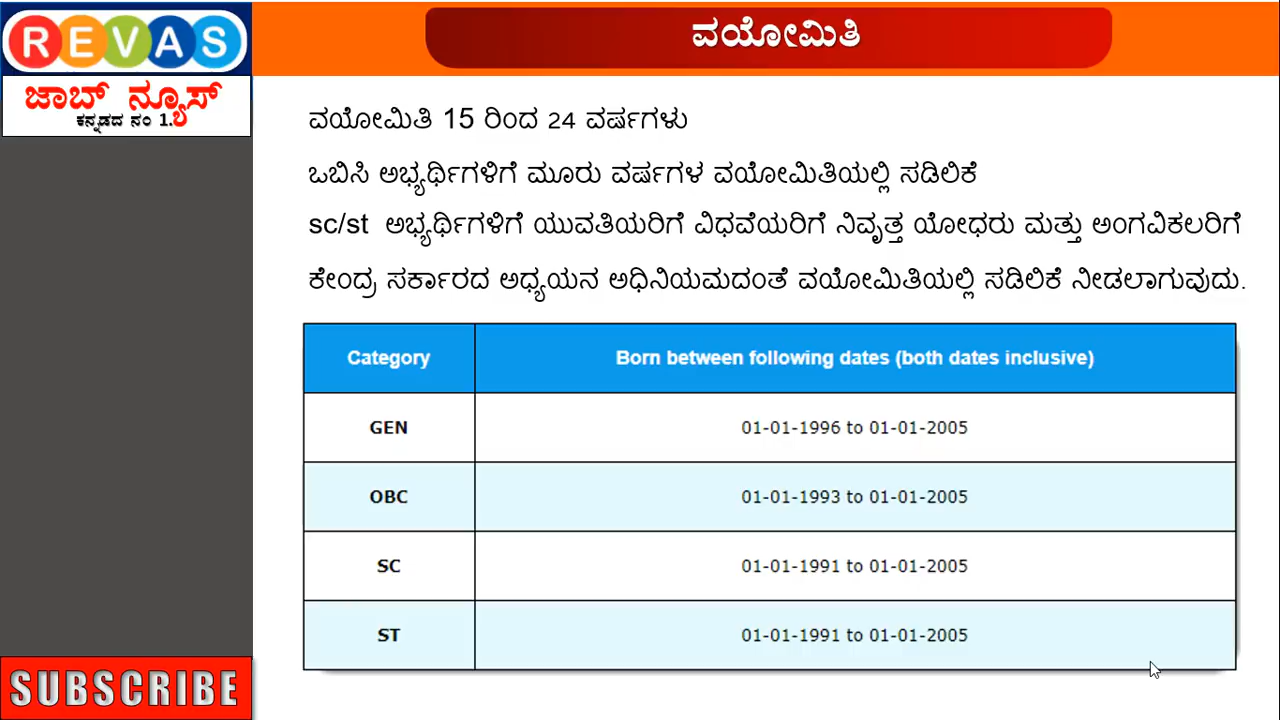 REVAS
ಜಾಬ್ ನ್ಯೂಸ್
ಕನ್ನಡದ ನಂ 1.
ವಯೋಮಿತಿ
ವಯೋಮಿತಿ 15 ರಿಂದ 24 ವರ್ಷಗಳು
ಒಬಿಸಿ ಅಭ್ಯರ್ಥಿಗಳಿಗೆ ಮೂರು ವರ್ಷಗಳ ವಯೋಮಿತಿಯಲ್ಲಿ ಸಡಿಲಿಕೆ
sc/st ಅಭ್ಯರ್ಥಿಗಳಿಗೆ ಯುವತಿಯರಿಗೆ ವಿಧವೆಯರಿಗೆ ನಿವೃತ್ತ ಯೋಧರು ಮತ್ತು ಅಂಗವಿಕಲರಿಗೆ
ಕೇಂದ್ರ ಸರ್ಕಾರದ ಅಧ್ಯಯನ ಅಧಿನಿಯಮದಂತೆ ವಯೋಮಿತಿಯಲ್ಲಿ ಸಡಿಲಿಕೆ ನೀಡಲಾಗುವುದು.
Category Born between following dates (both dates inclusive)
GEN 01-01-1996 to 01-01-2005
OBC 01-01-1993 to 01-01-2005
SC 01-01-1991 to 01-01-2005
ST 01-01-1991 to 01-01-2005
SUBSCRIBE